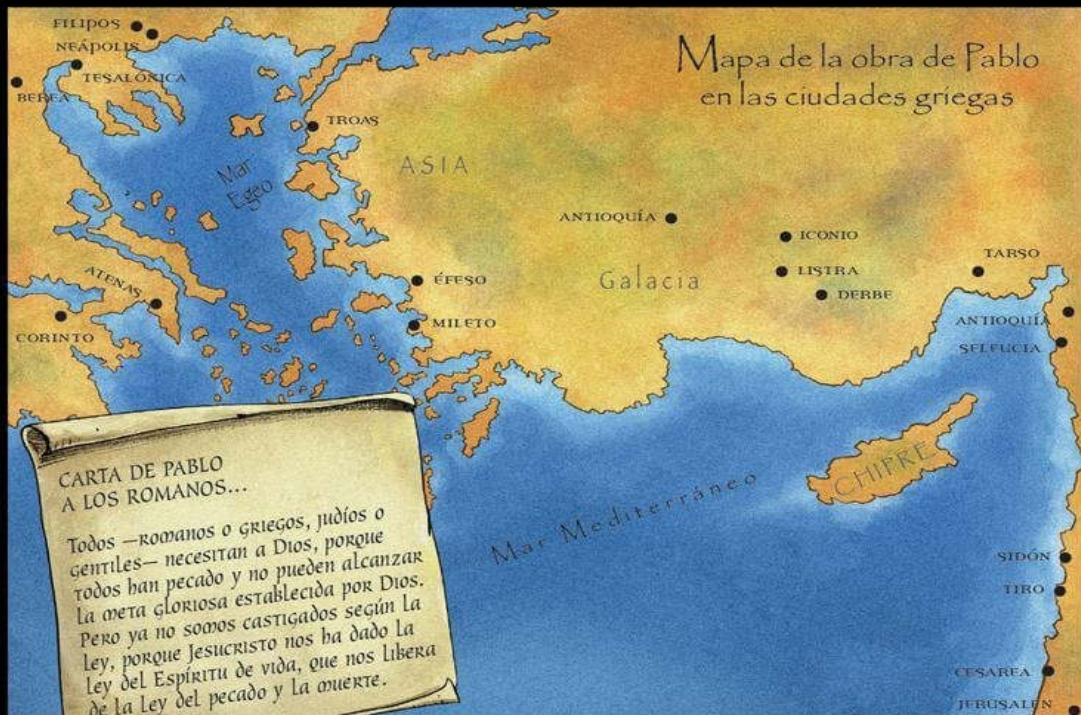 Mapa de la obra de Pablo
en las ciudades griegas
FILIPOS
NEÁPOLIS
TESALÓNICA
BEREA
TROAS
Mar
Egeo
ASIA
ANTIOQUÍA
ICONIO
Galacia
LISTRA
DERBE
TARSO
ÉFESO
ATENAS
MILETO
CORINTO
ANTIOQUÍA
SELEUCIA
CHIPRE
Mar Mediterráneo
SIDÓN
TIRO
CESAREA
JERUSALÉN
CARTA DE PABLO
A LOS ROMANOS...
Todos —romanos o griegos, judíos o
gentiles— necesitan a Dios, porque
todos han pecado y no pueden alcanzar
la meta gloriosa establecida por Dios.
Pero ya no somos castigados según la
Ley, porque Jesucristo nos ha dado la
ley del Espíritu de vida, que nos libera
de la Ley del pecado y la muerte.